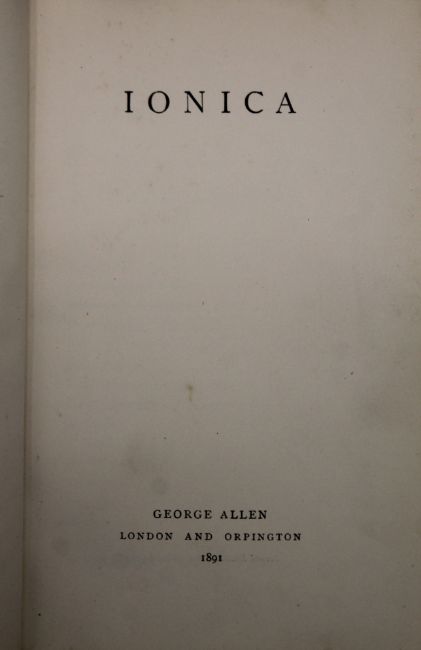 IONICA
GEORGE ALLEN
LONDON AND ORPINGTON
1891